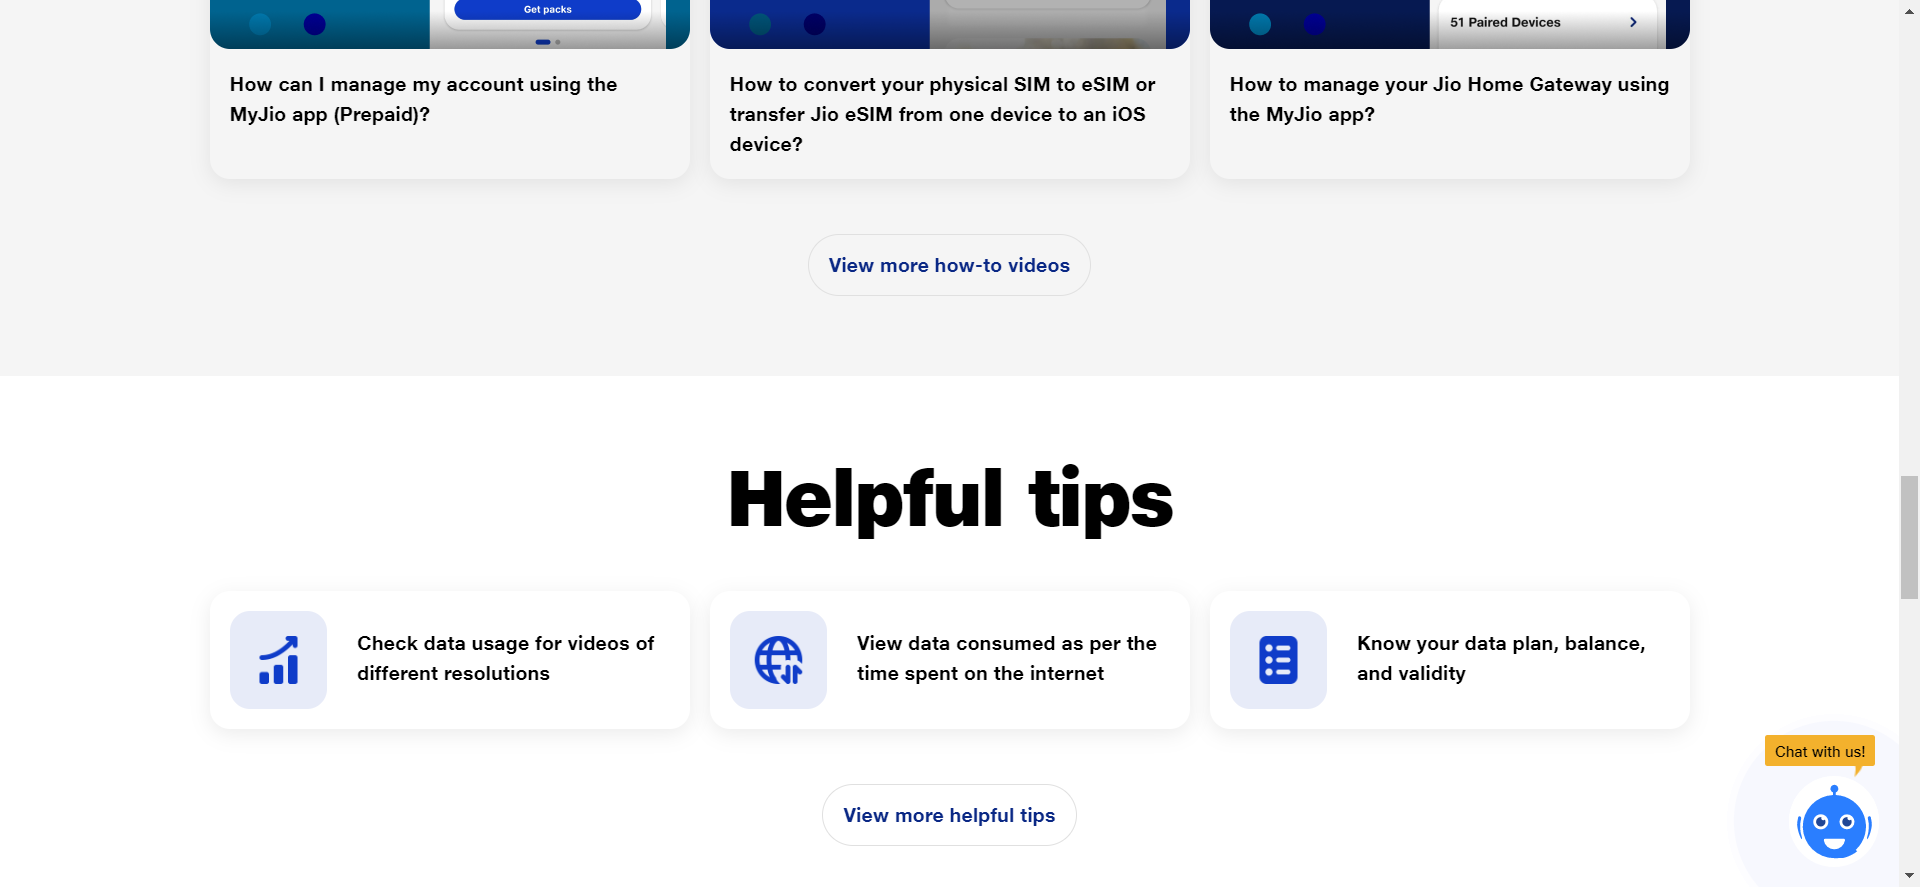 Get packs
51 Paired Devices
How can I manage my account using the
MyJio app (Prepaid)?
How to convert your physical SIM to eSIM or
transfer Jio eSIM from one device to an iOS
device?
How to manage your Jio Home Gateway using
the MyJio app?
View more how-to videos
Helpful tips
Check data usage for videos of
different resolutions
View data consumed as per the
time spent on the internet
Know your data plan, balance,
and validity
Chat with us!
View more helpful tips